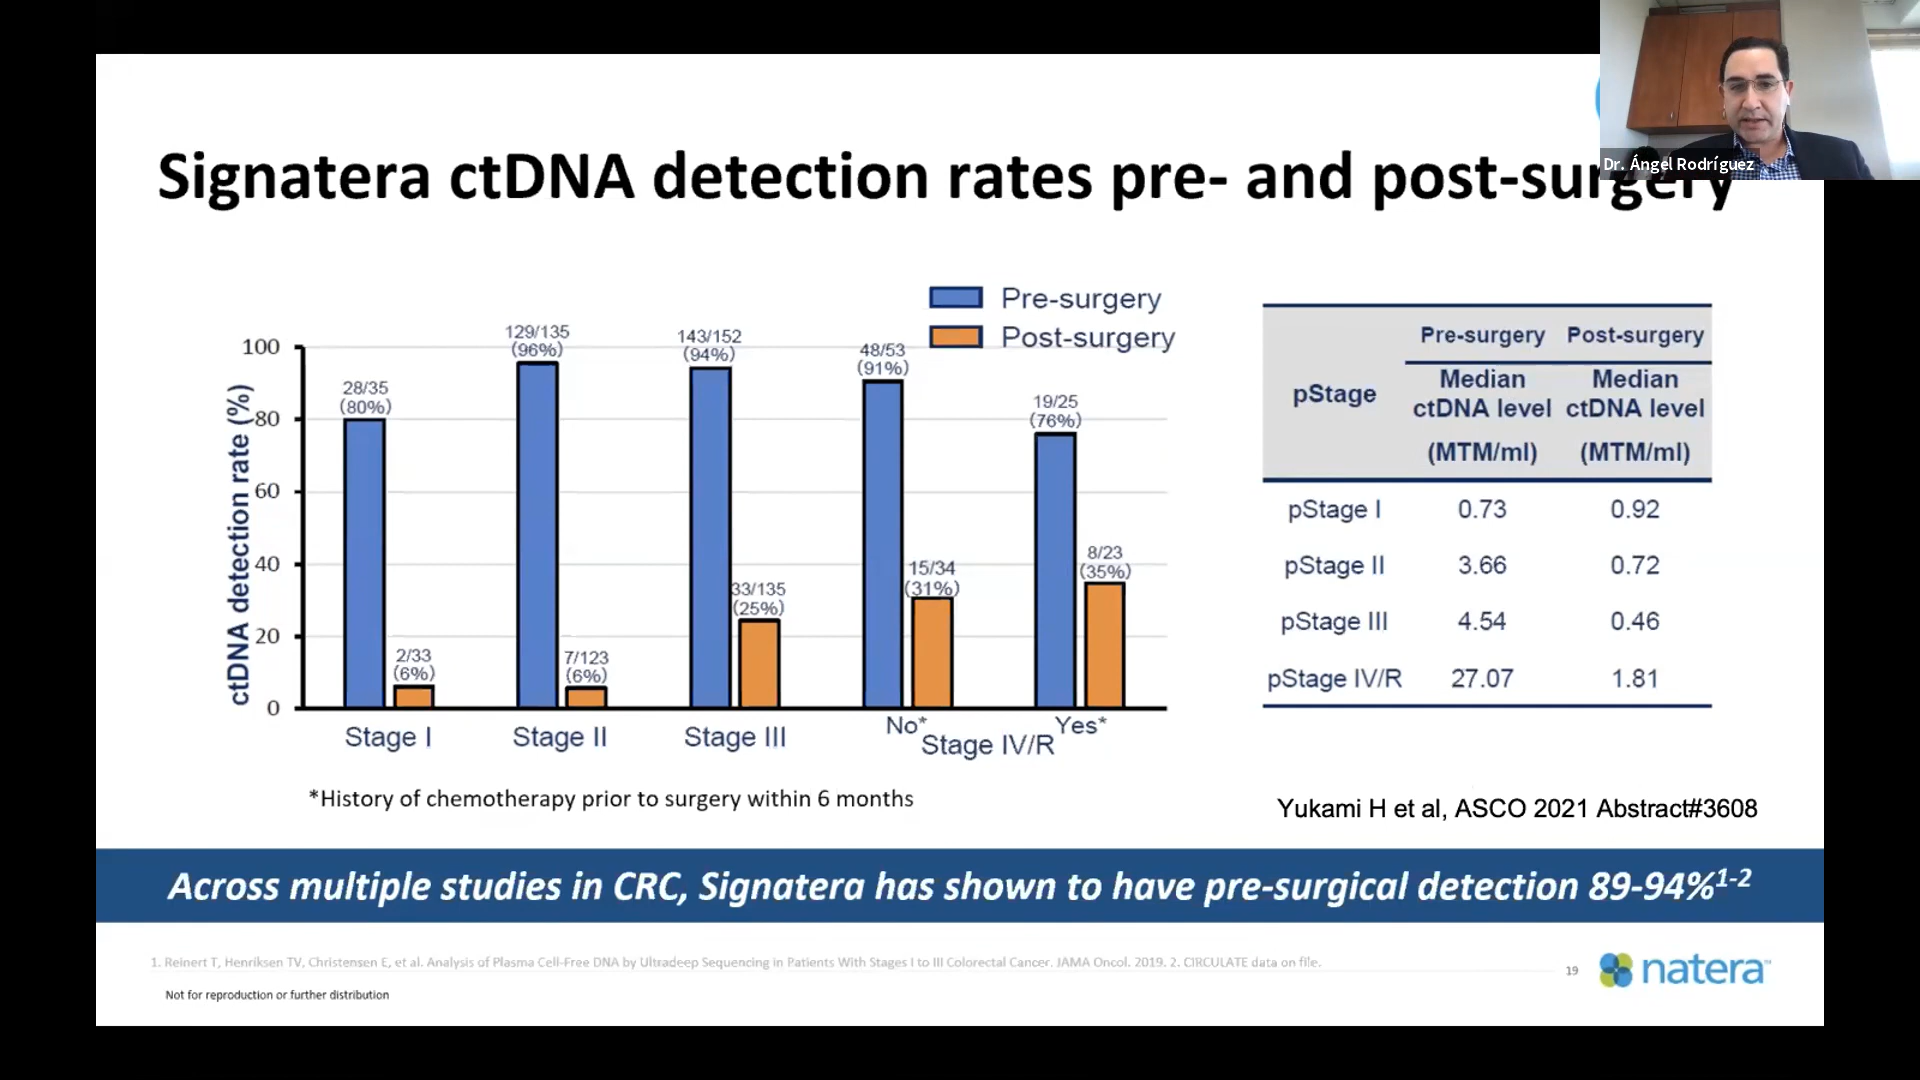 Dr. Ángel Rodríguez
Signatera ctDNA detection rates pre- and post-surgery
Pre-surgery
Post-surgery
ctDNA detection rate (%)
100
80
60
40
20
0
28/35
(80%)
2/33
(6%)
129/135
(96%)
7/123
(6%)
143/152
(94%)
33/135
(25%)
48/53
(91%)
15/34
(31%)
19/25
(76%)
8/23
(35%)
Stage I
Stage II
Stage III
No*
Yes*
Stage IV/R
*History of chemotherapy prior to surgery within 6 months
pStage
Pre-surgery Post-surgery
Median Median
ctDNA level ctDNA level
(MTM/ml) (MTM/ml)
pStage I 0.73 0.92
pStage II 3.66 0.72
pStage III 4.54 0.46
pStage IV/R 27.07 1.81
Yukami H et al, ASCO 2021 Abstract#3608
Across multiple studies in CRC, Signatera has shown to have pre-surgical detection 89-94%1-2
1. Reinert T, Henriksen TV, Christensen E, et al. Analysis of Plasma Cell-Free DNA by Ultradeep Sequencing in Patients With Stages I to III Colorectal Cancer. JAMA Oncol. 2019. 2. CIRCULATE data on file.
Not for reproduction or further distribution
19
natera™